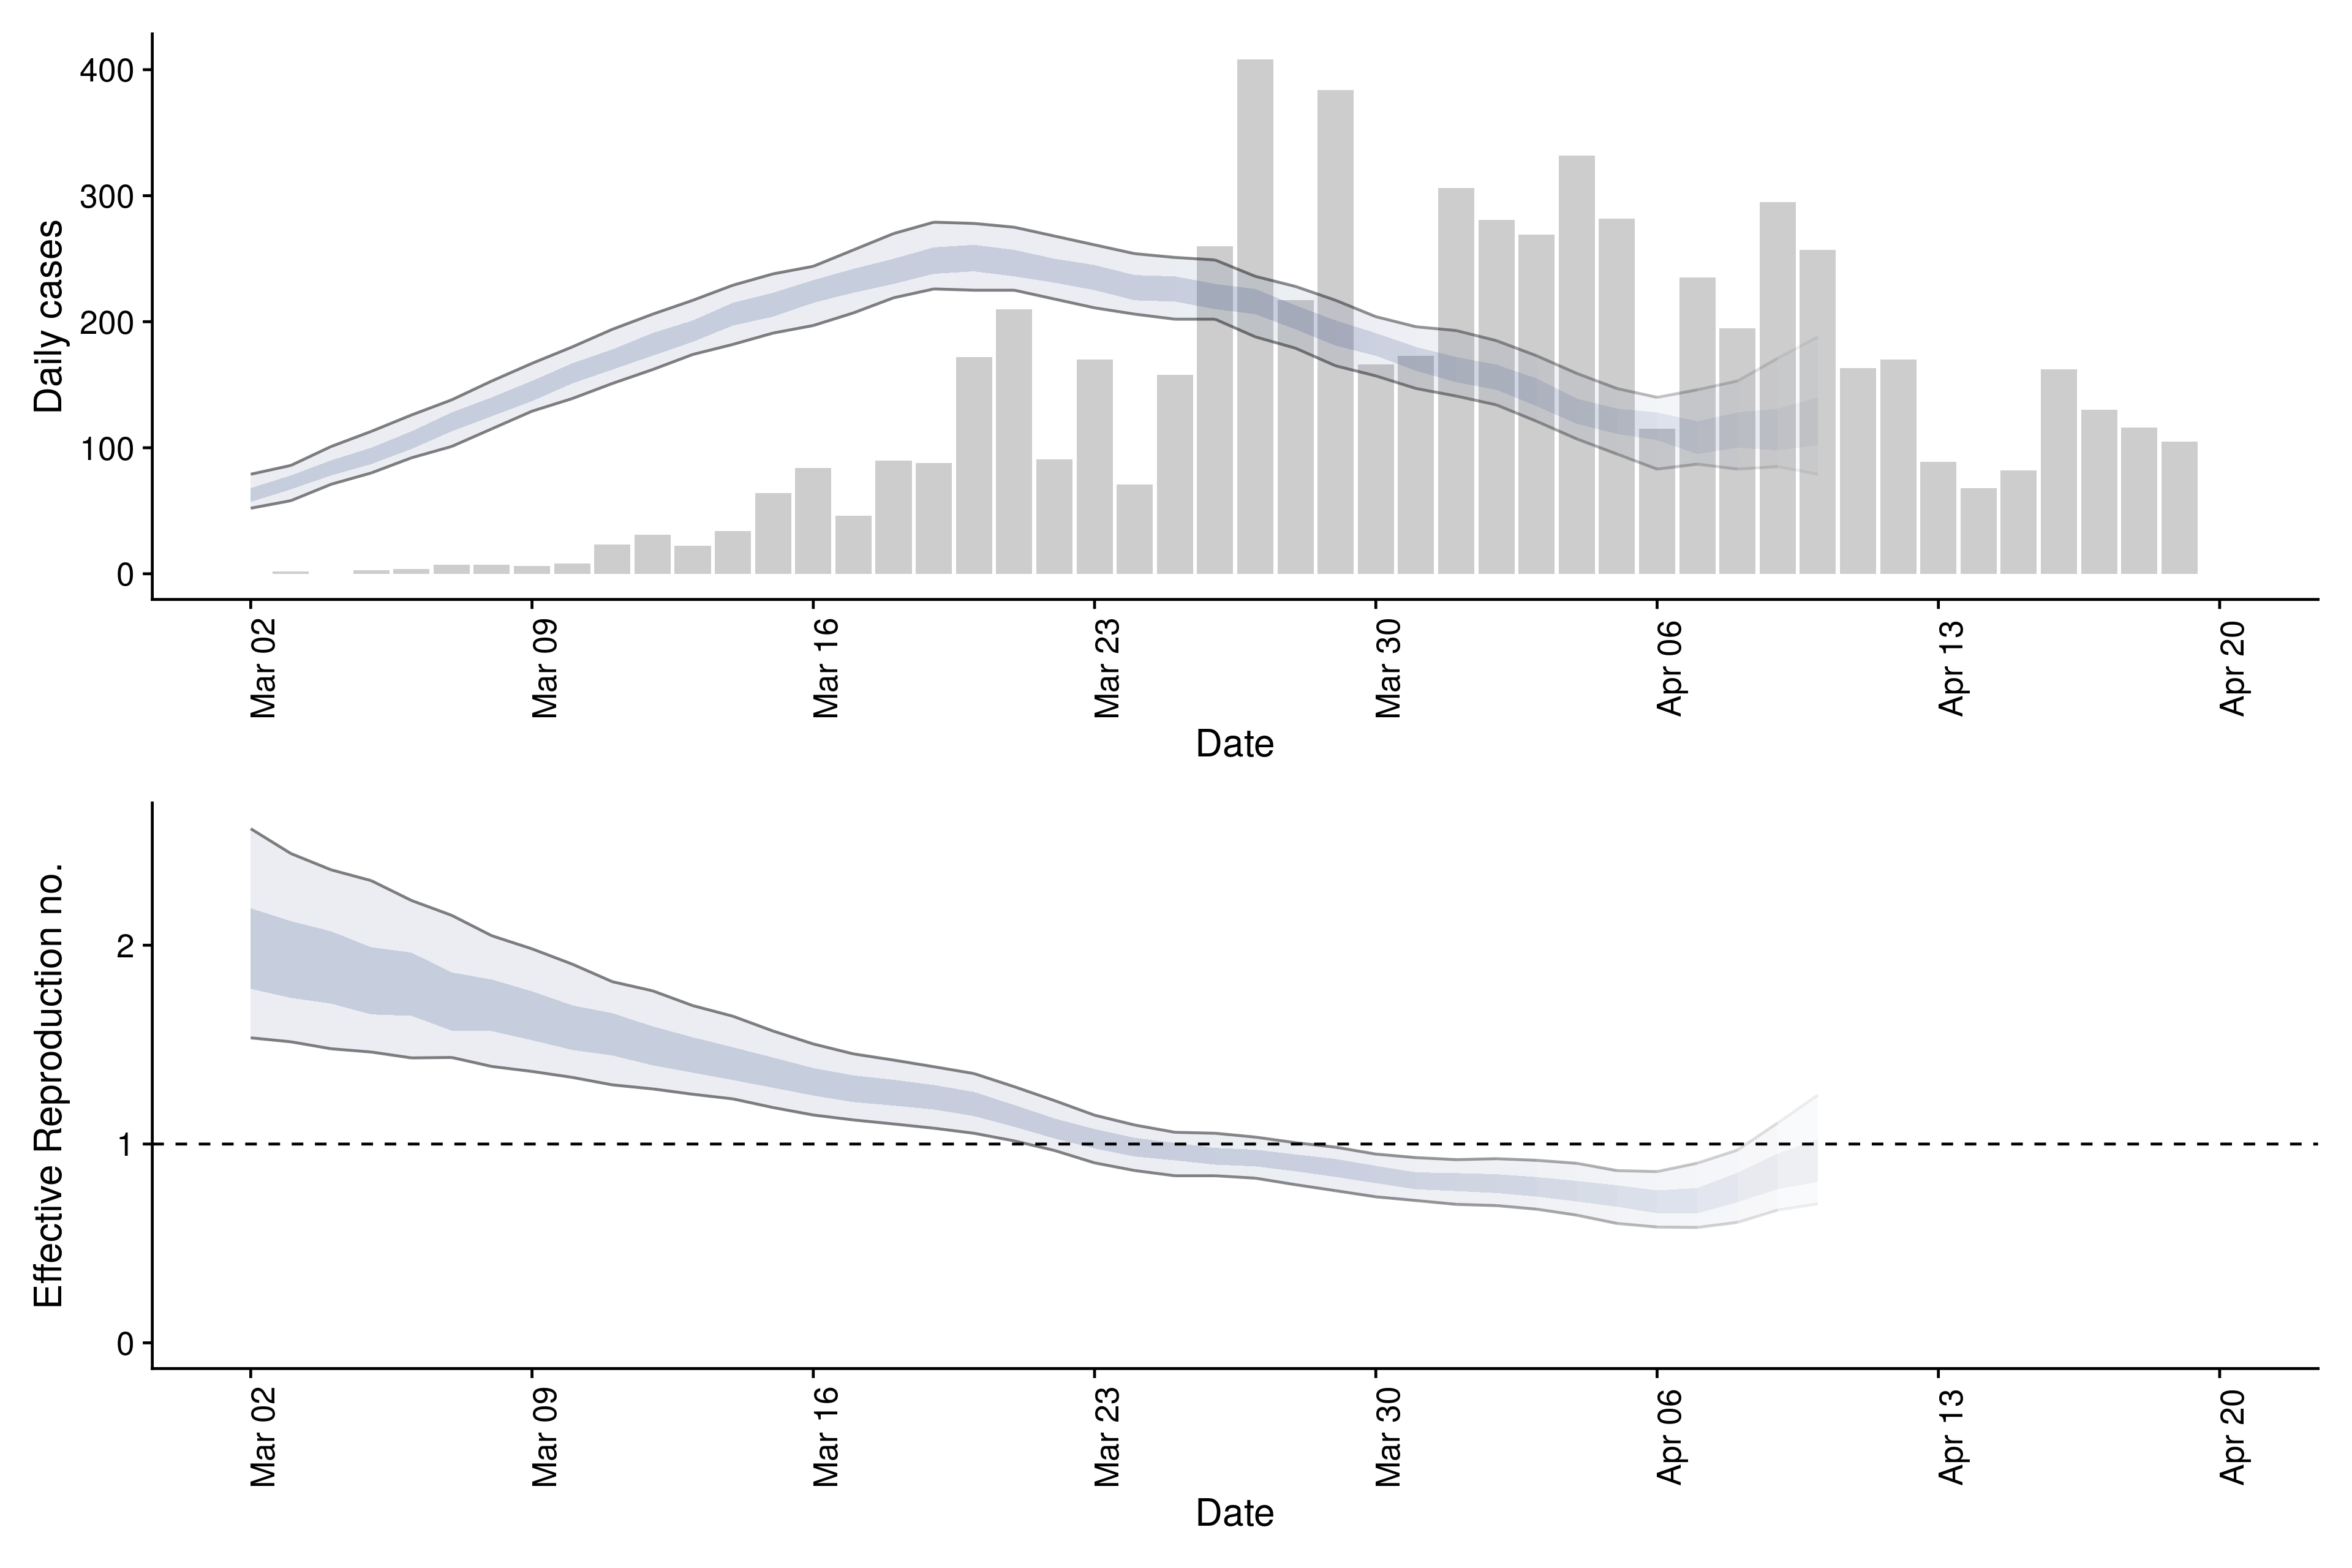 Daily cases
400
300
200
100
0
Mar 02
Mar 09
Mar 16
Mar 23
Mar 30
Apr 06
Apr 13
Apr 20
Date
Effective Reproduction no.
2
1
0
Mar 02
Mar 09
Mar 16
Mar 23
Mar 30
Apr 06
Apr 13
Apr 20
Date